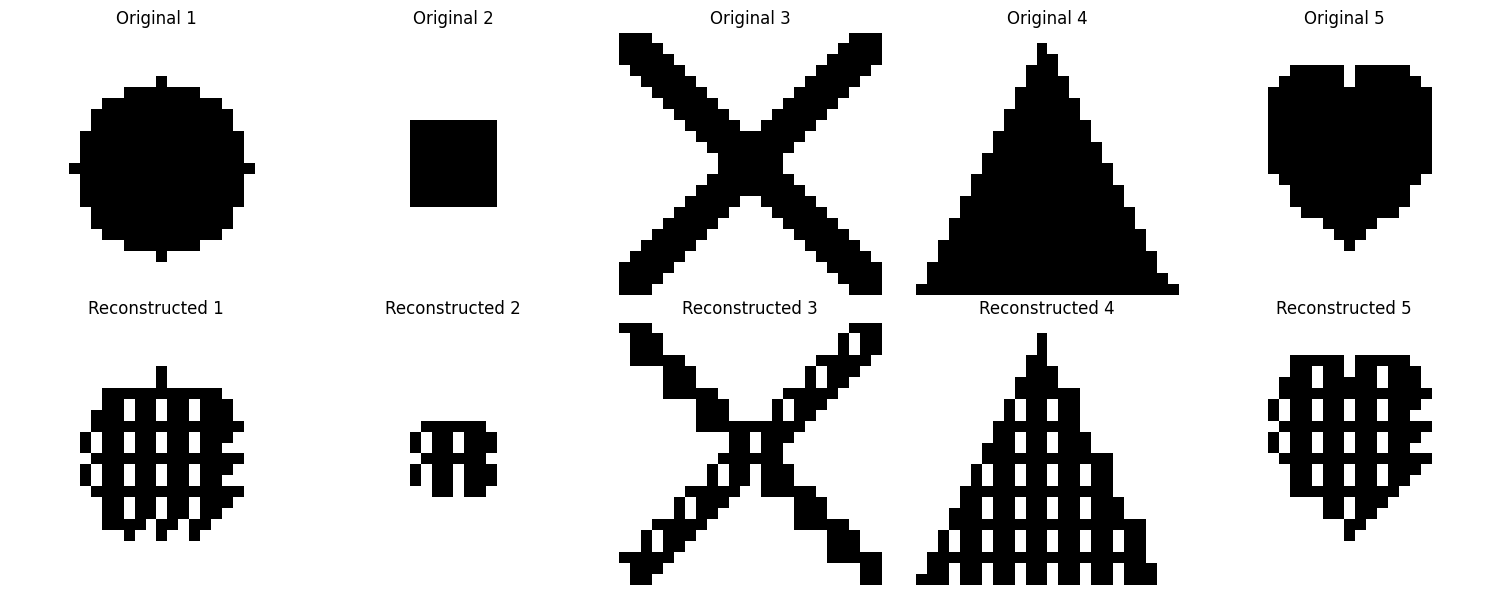 Original 1
Original 2
Original 3
Original 4
Original 5
Reconstructed 1
Reconstructed 2
Reconstructed 3
Reconstructed 4
Reconstructed 5